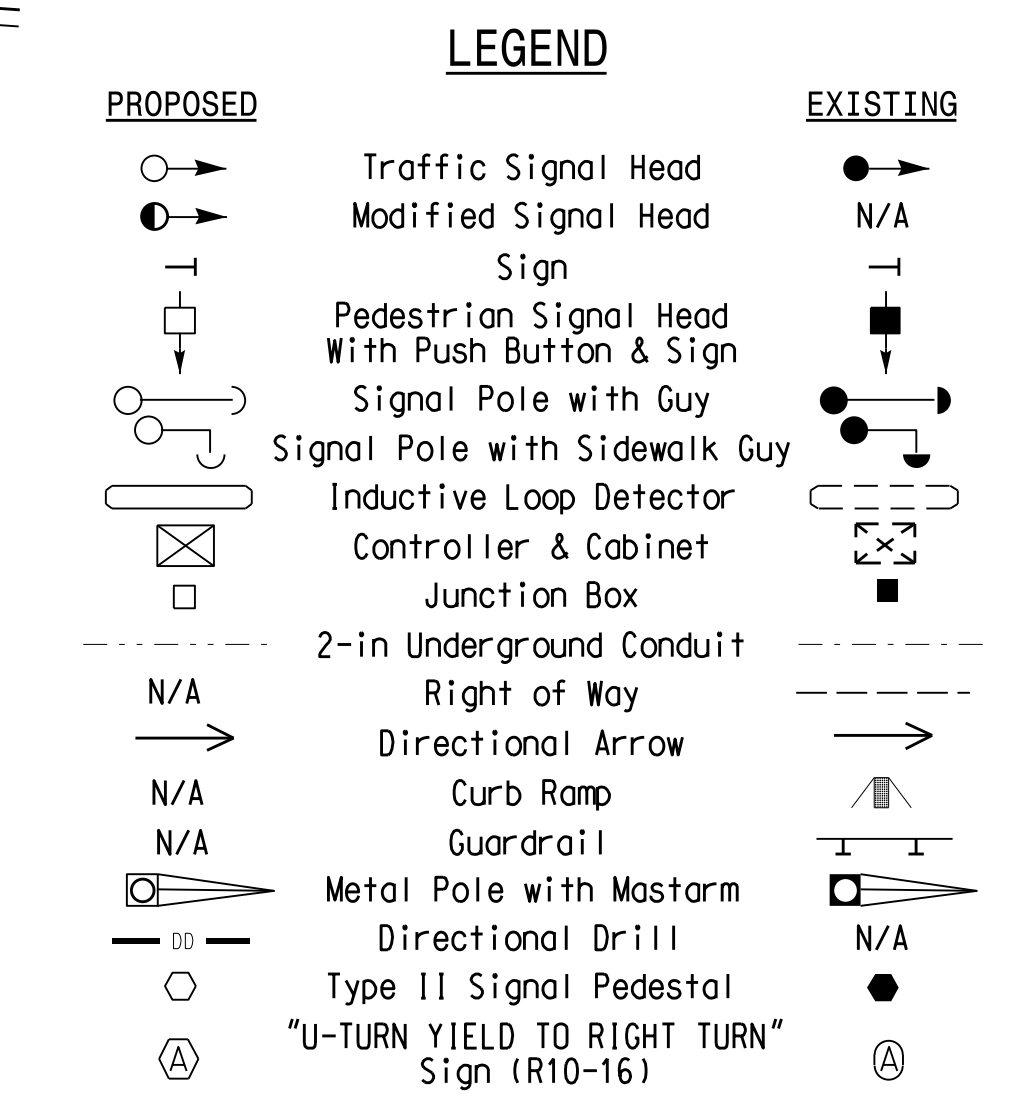 LEGEND
PROPOSED EXISTING
Traffic Signal Head
Modified Signal Head N/A
Sign
Pedestrian Signal Head
With Push Button & Sign
Signal Pole with Guy
Signal Pole with Sidewalk Guy
Inductive Loop Detector
Controller & Cabinet
Junction Box
2-in Underground Conduit
N/A Right of Way
Directional Arrow
N/A Curb Ramp
N/A Guardrail
Metal Pole with Mastarm
DD Directional Drill N/A
Type II Signal Pedestal
"U-TURN YIELD TO RIGHT TURN"
A Sign (R10-16) A